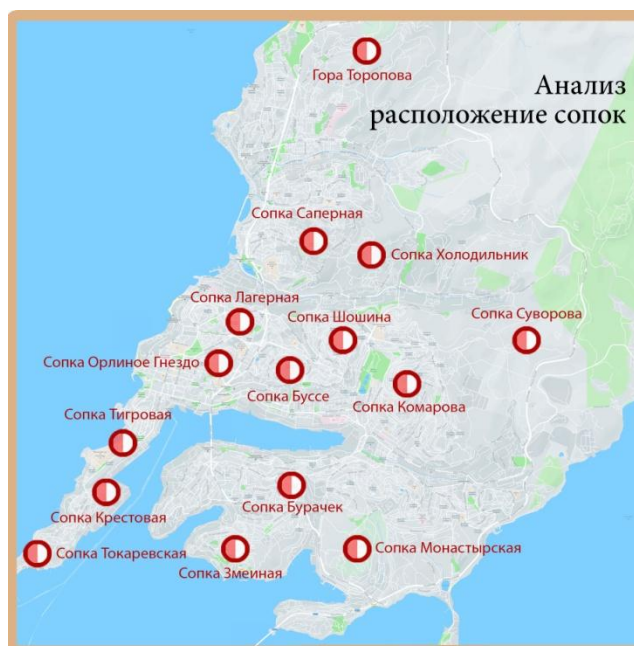 Гора Торопова
Анализ
расположение сопок
Сопка Саперная
Сопка Холодильник
Сопка Лагерная
Сопка Шошина
Сопка Суворова
Сопка Орлиное Гнездо
Сопка Буссе
Сопка Комарова
Сопка Тигровая
Сопка Бурачек
Сопка Крестовая
Сопка Токаревская
Сопка Змеиная
Сопка Монастырская